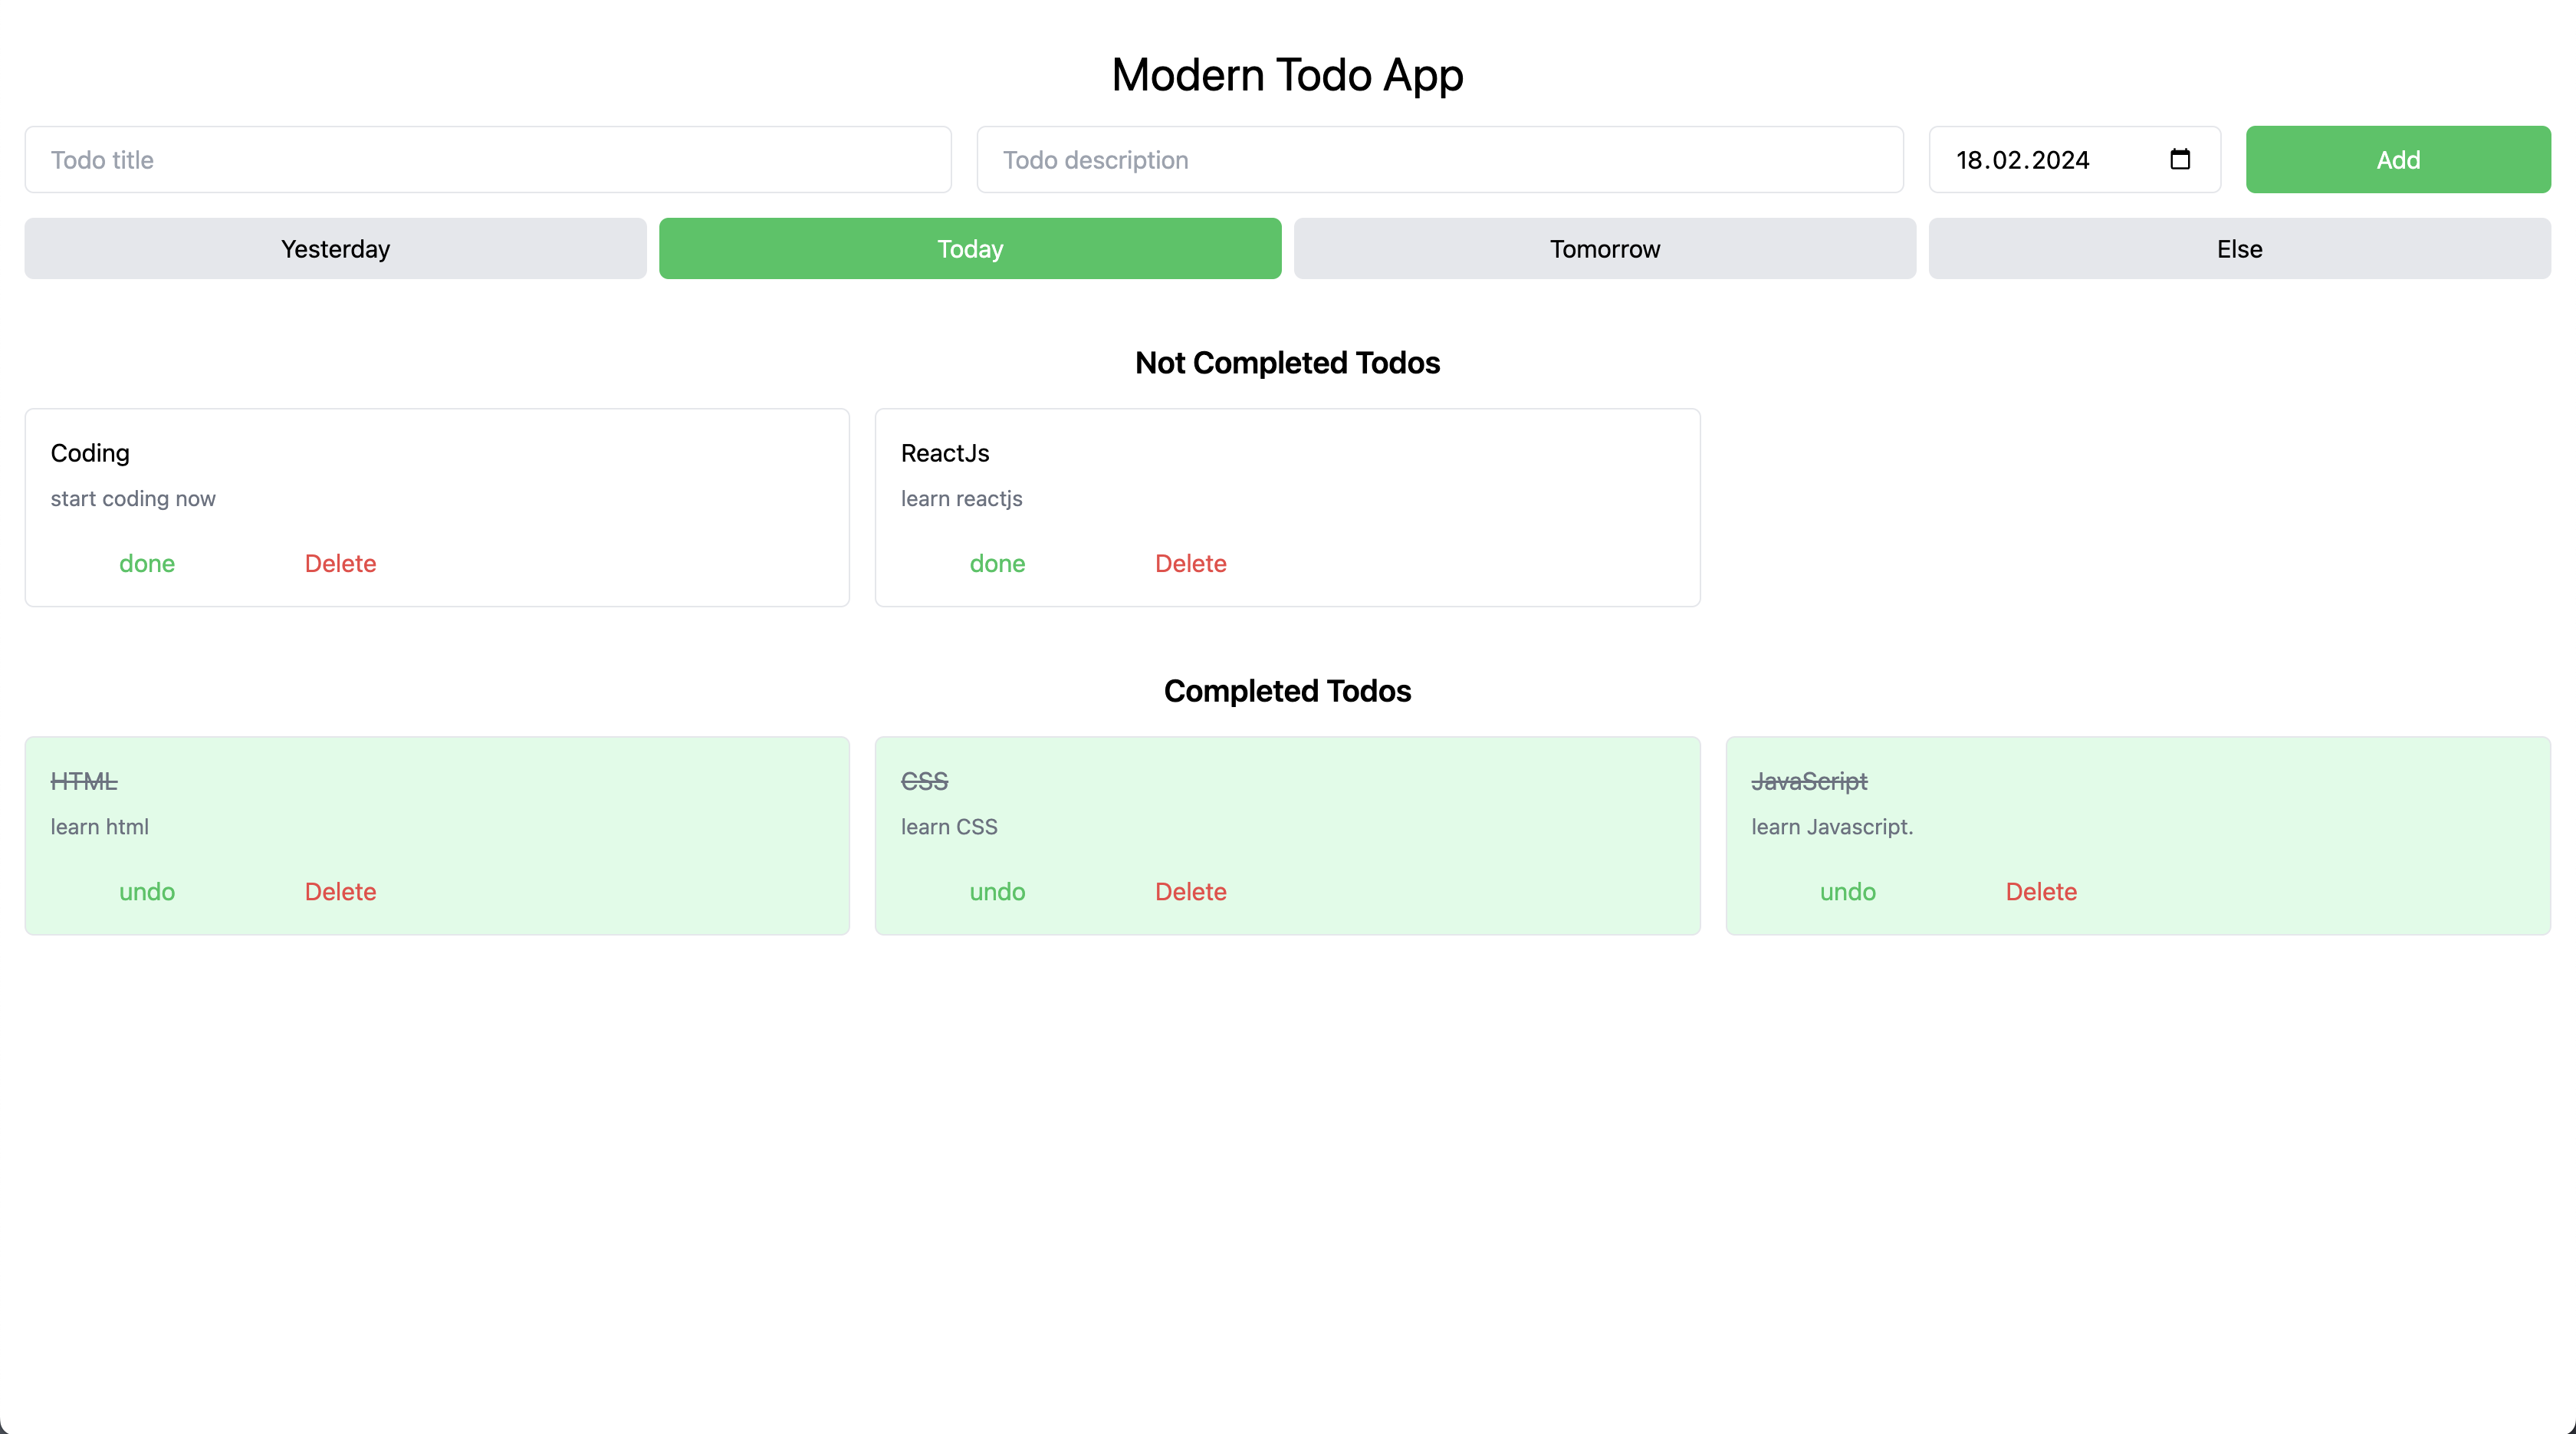 Modern Todo App
Todo title Todo description 18.02.2024 Add
Yesterday Today Tomorrow Else
Not Completed Todos
Coding
start coding now
done Delete
ReactJs
learn reactjs
done Delete
Completed Todos
HTML
learn html
undo Delete
CSS
learn CSS
undo Delete
JavaScript
learn Javascript.
undo Delete